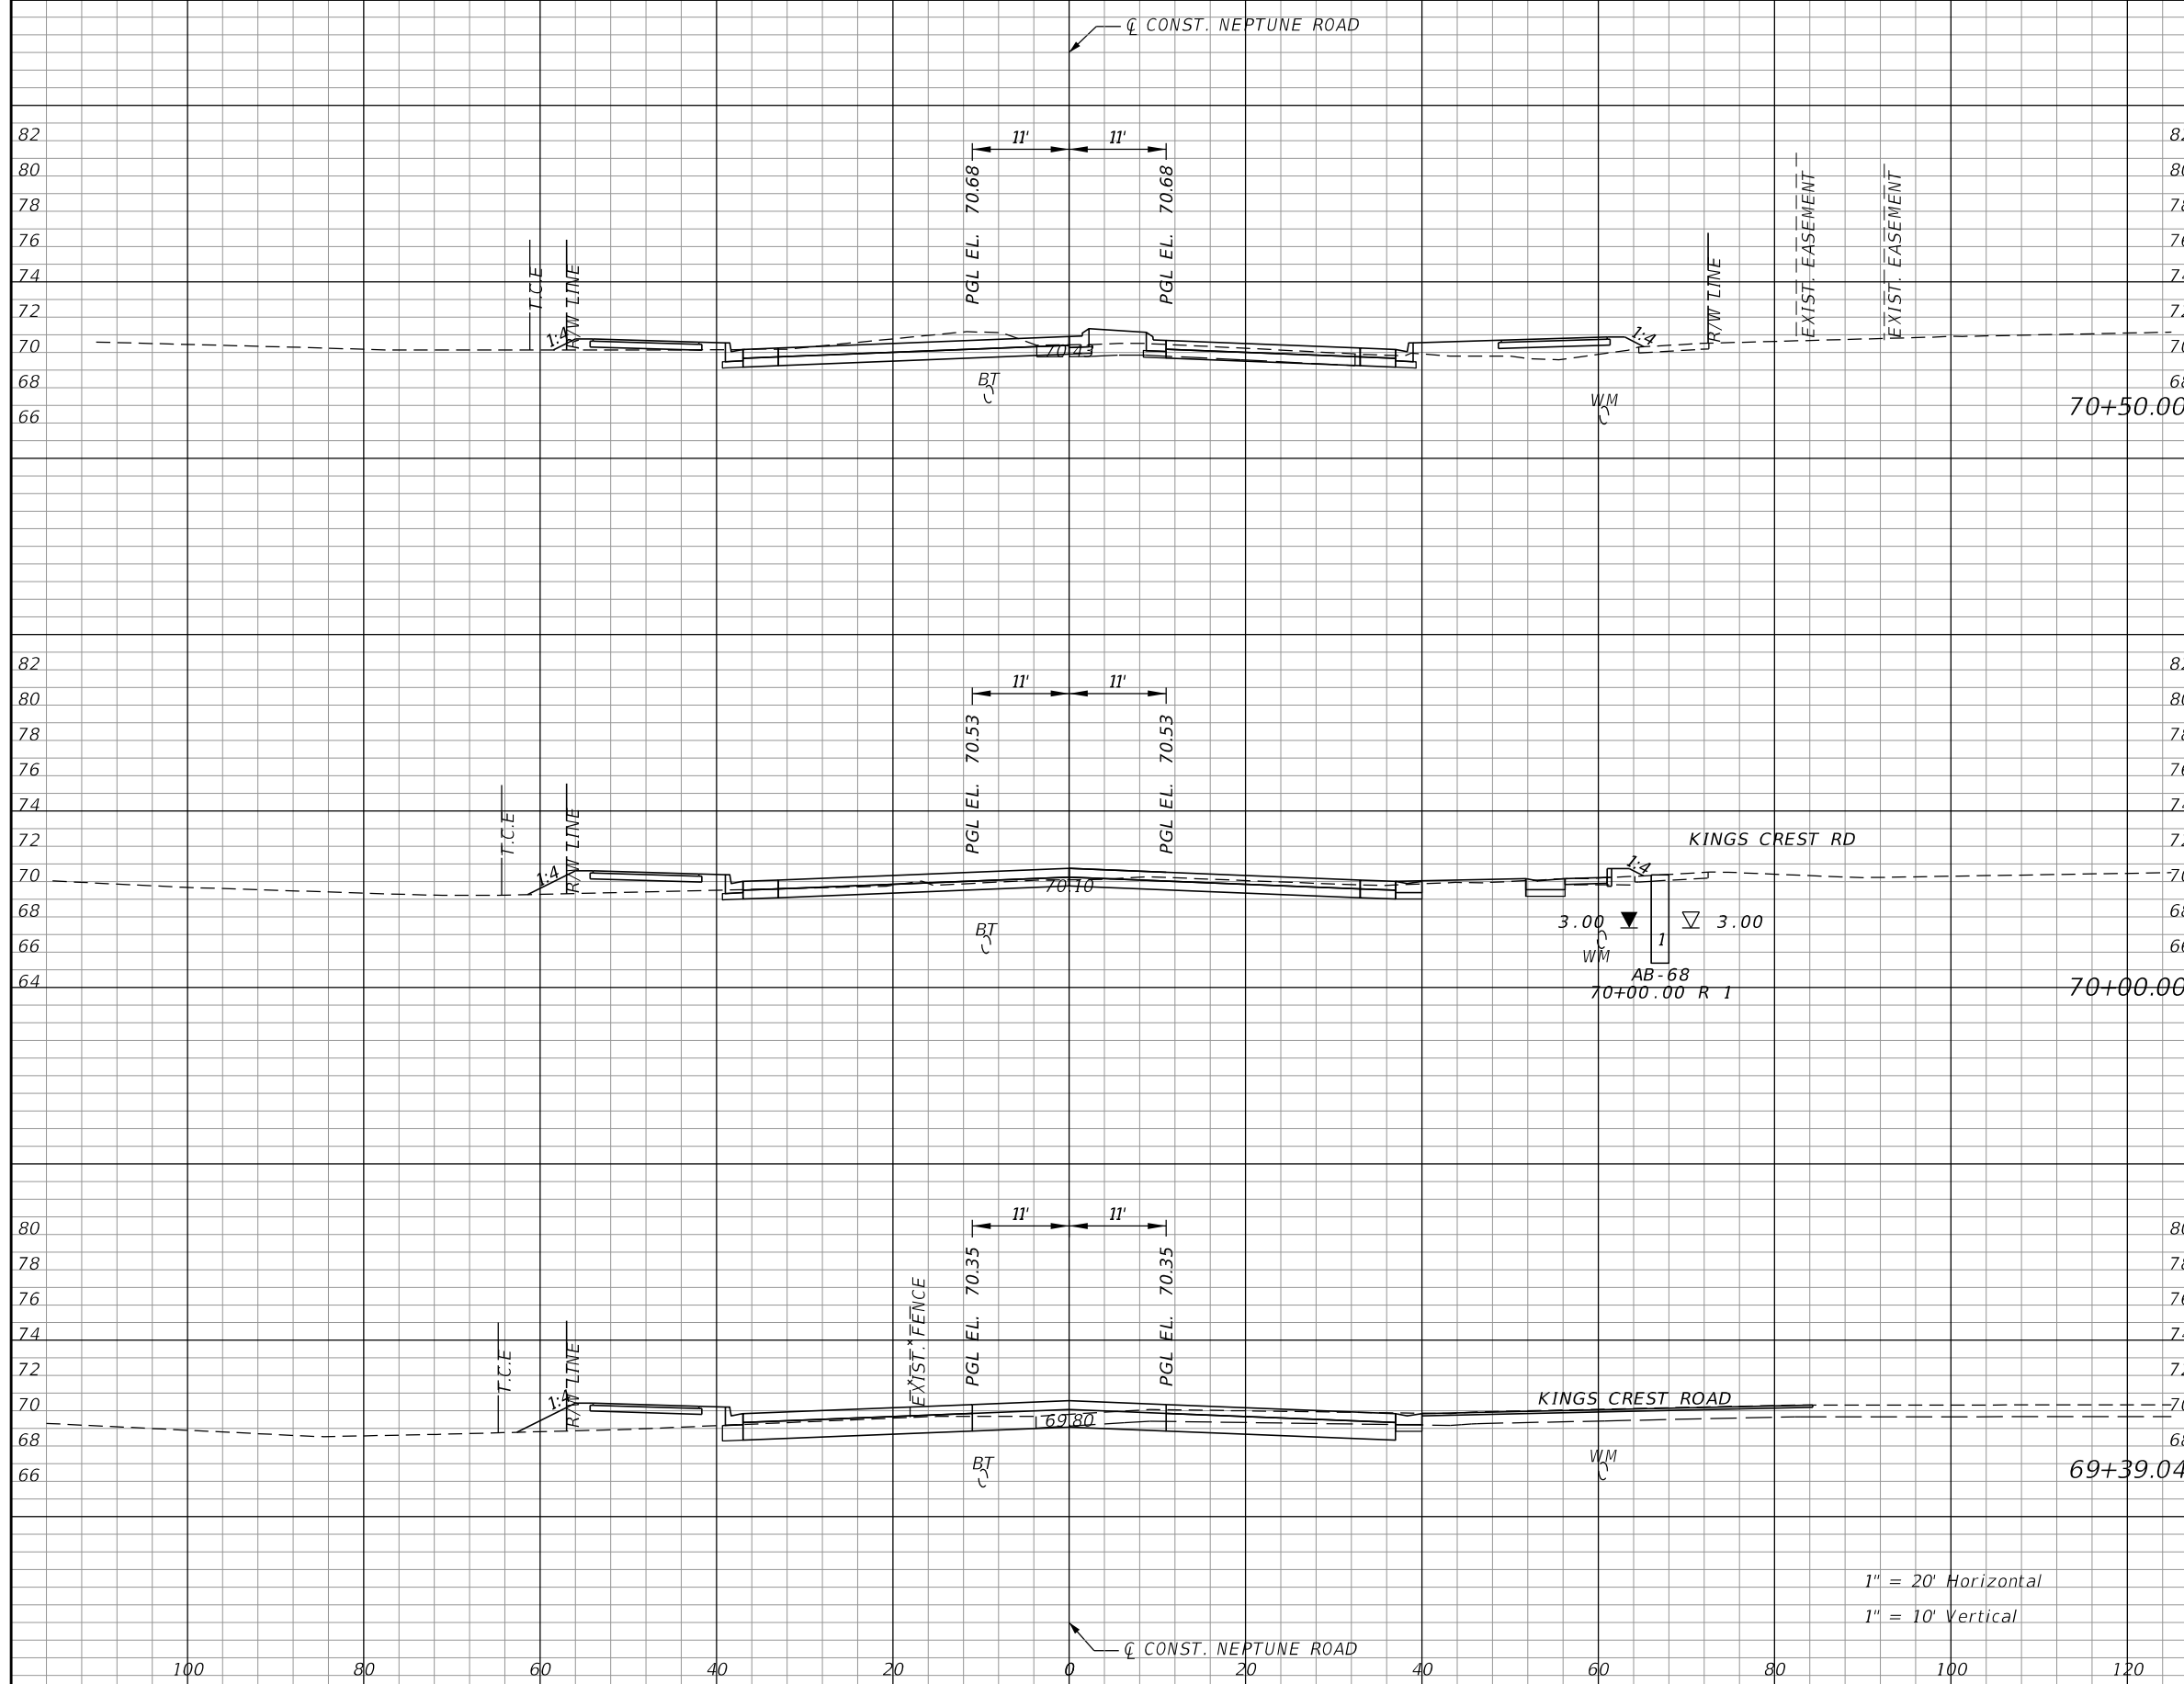 ℄ CONST. NEPTUNE ROAD
82
11' 11'
80
78
76
74
72
70
68
66
PGL EL. 70.68
PGL EL. 70.68
T.C.E
R/W LINE
1:4
70.43
BT
WM
1:4
R/W LINE
EXIST. EASEMENT
EXIST. EASEMENT
70+50.00
82
11' 11'
80
78
76
74
72
70
68
66
64
PGL EL. 70.53
PGL EL. 70.53
T.C.E
R/W LINE
1:4
70.10
BT
KINGS CREST RD
1:4
3.00 3.00
1
WM
AB-68
70+00.00 R 1
70+00.00
80
11' 11'
78
76
74
72
70
68
66
PGL EL. 70.35
PGL EL. 70.35
EXIST. FENCE
T.C.E
R/W LINE
1:4
69.80
BT
KINGS CREST ROAD
WM
69+39.04
1" = 20' Horizontal
1" = 10' Vertical
℄ CONST. NEPTUNE ROAD
100 80 60 40 20 0 20 40 60 80 100 120